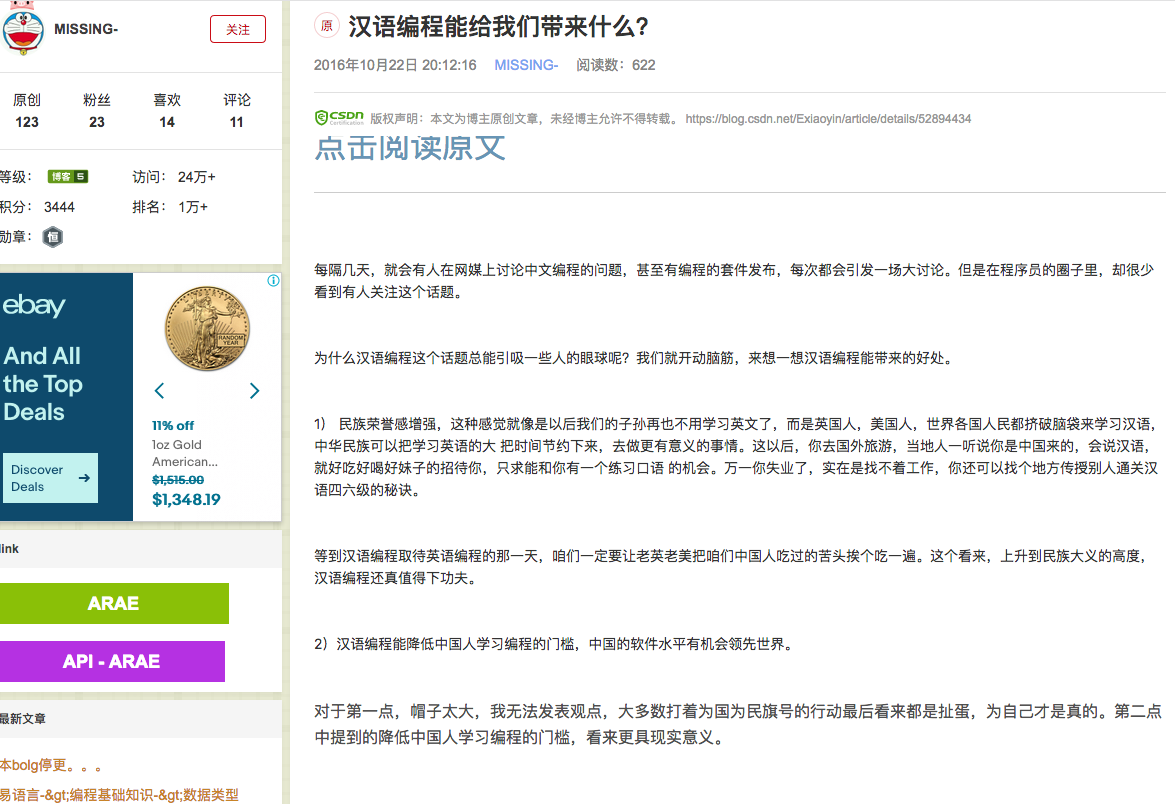 MISSING-
关注
原创 粉丝 喜欢 评论
123 23 14 11
等级： 博客 5 访问： 24万+
积分： 3444 排名： 1万+
勋章： 恒
ebay
And All
the Top
Deals
Discover
Deals
RANDOM
YEAR
11% off
1oz Gold
American...
$1,515.00
$1,348.19
link
ARAE
API - ARAE
最新文章
本bolg停更。。。
易语言-&gt;编程基础知识-&gt;数据类型
原 汉语编程能给我们带来什么?
2016年10月22日 20:12:16 MISSING- 阅读数：622
CSDN 版权声明：本文为博主原创文章，未经博主允许不得转载。 https://blog.csdn.net/Exiaoyin/article/details/52894434
Certification
点击阅读原文
每隔几天，就会有人在网媒上讨论中文编程的问题，甚至有编程的套件发布，每次都会引发一场大讨论。但是在程序员的圈子里，却很少
看到有人关注这个话题。
为什么汉语编程这个话题总能引吸一些人的眼球呢？我们就开动脑筋，来想一想汉语编程能带来的好处。
1） 民族荣誉感增强，这种感觉就像是以后我们的子孙再也不用学习英文了，而是英国人，美国人，世界各国人民都挤破脑袋来学习汉语，
中华民族可以把学习英语的大 把时间节约下来，去做更有意义的事情。这以后，你去国外旅游，当地人一听说你是中国来的，会说汉语，
就好吃好喝好妹子的招待你，只求能和你有一个练习口语 的机会。万一你失业了，实在是找不着工作，你还可以找个地方传授别人通关汉
语四六级的秘诀。
等到汉语编程取待英语编程的那一天，咱们一定要让老英老美把咱们中国人吃过的苦头挨个吃一遍。这个看来，上升到民族大义的高度，
汉语编程还真值得下功夫。
2）汉语编程能降低中国人学习编程的门槛，中国的软件水平有机会领先世界。
对于第一点，帽子太大，我无法发表观点，大多数打着为国为民旗号的行动最后看来都是扯蛋，为自己才是真的。第二点
中提到的降低中国人学习编程的门槛，看来更具现实意义。